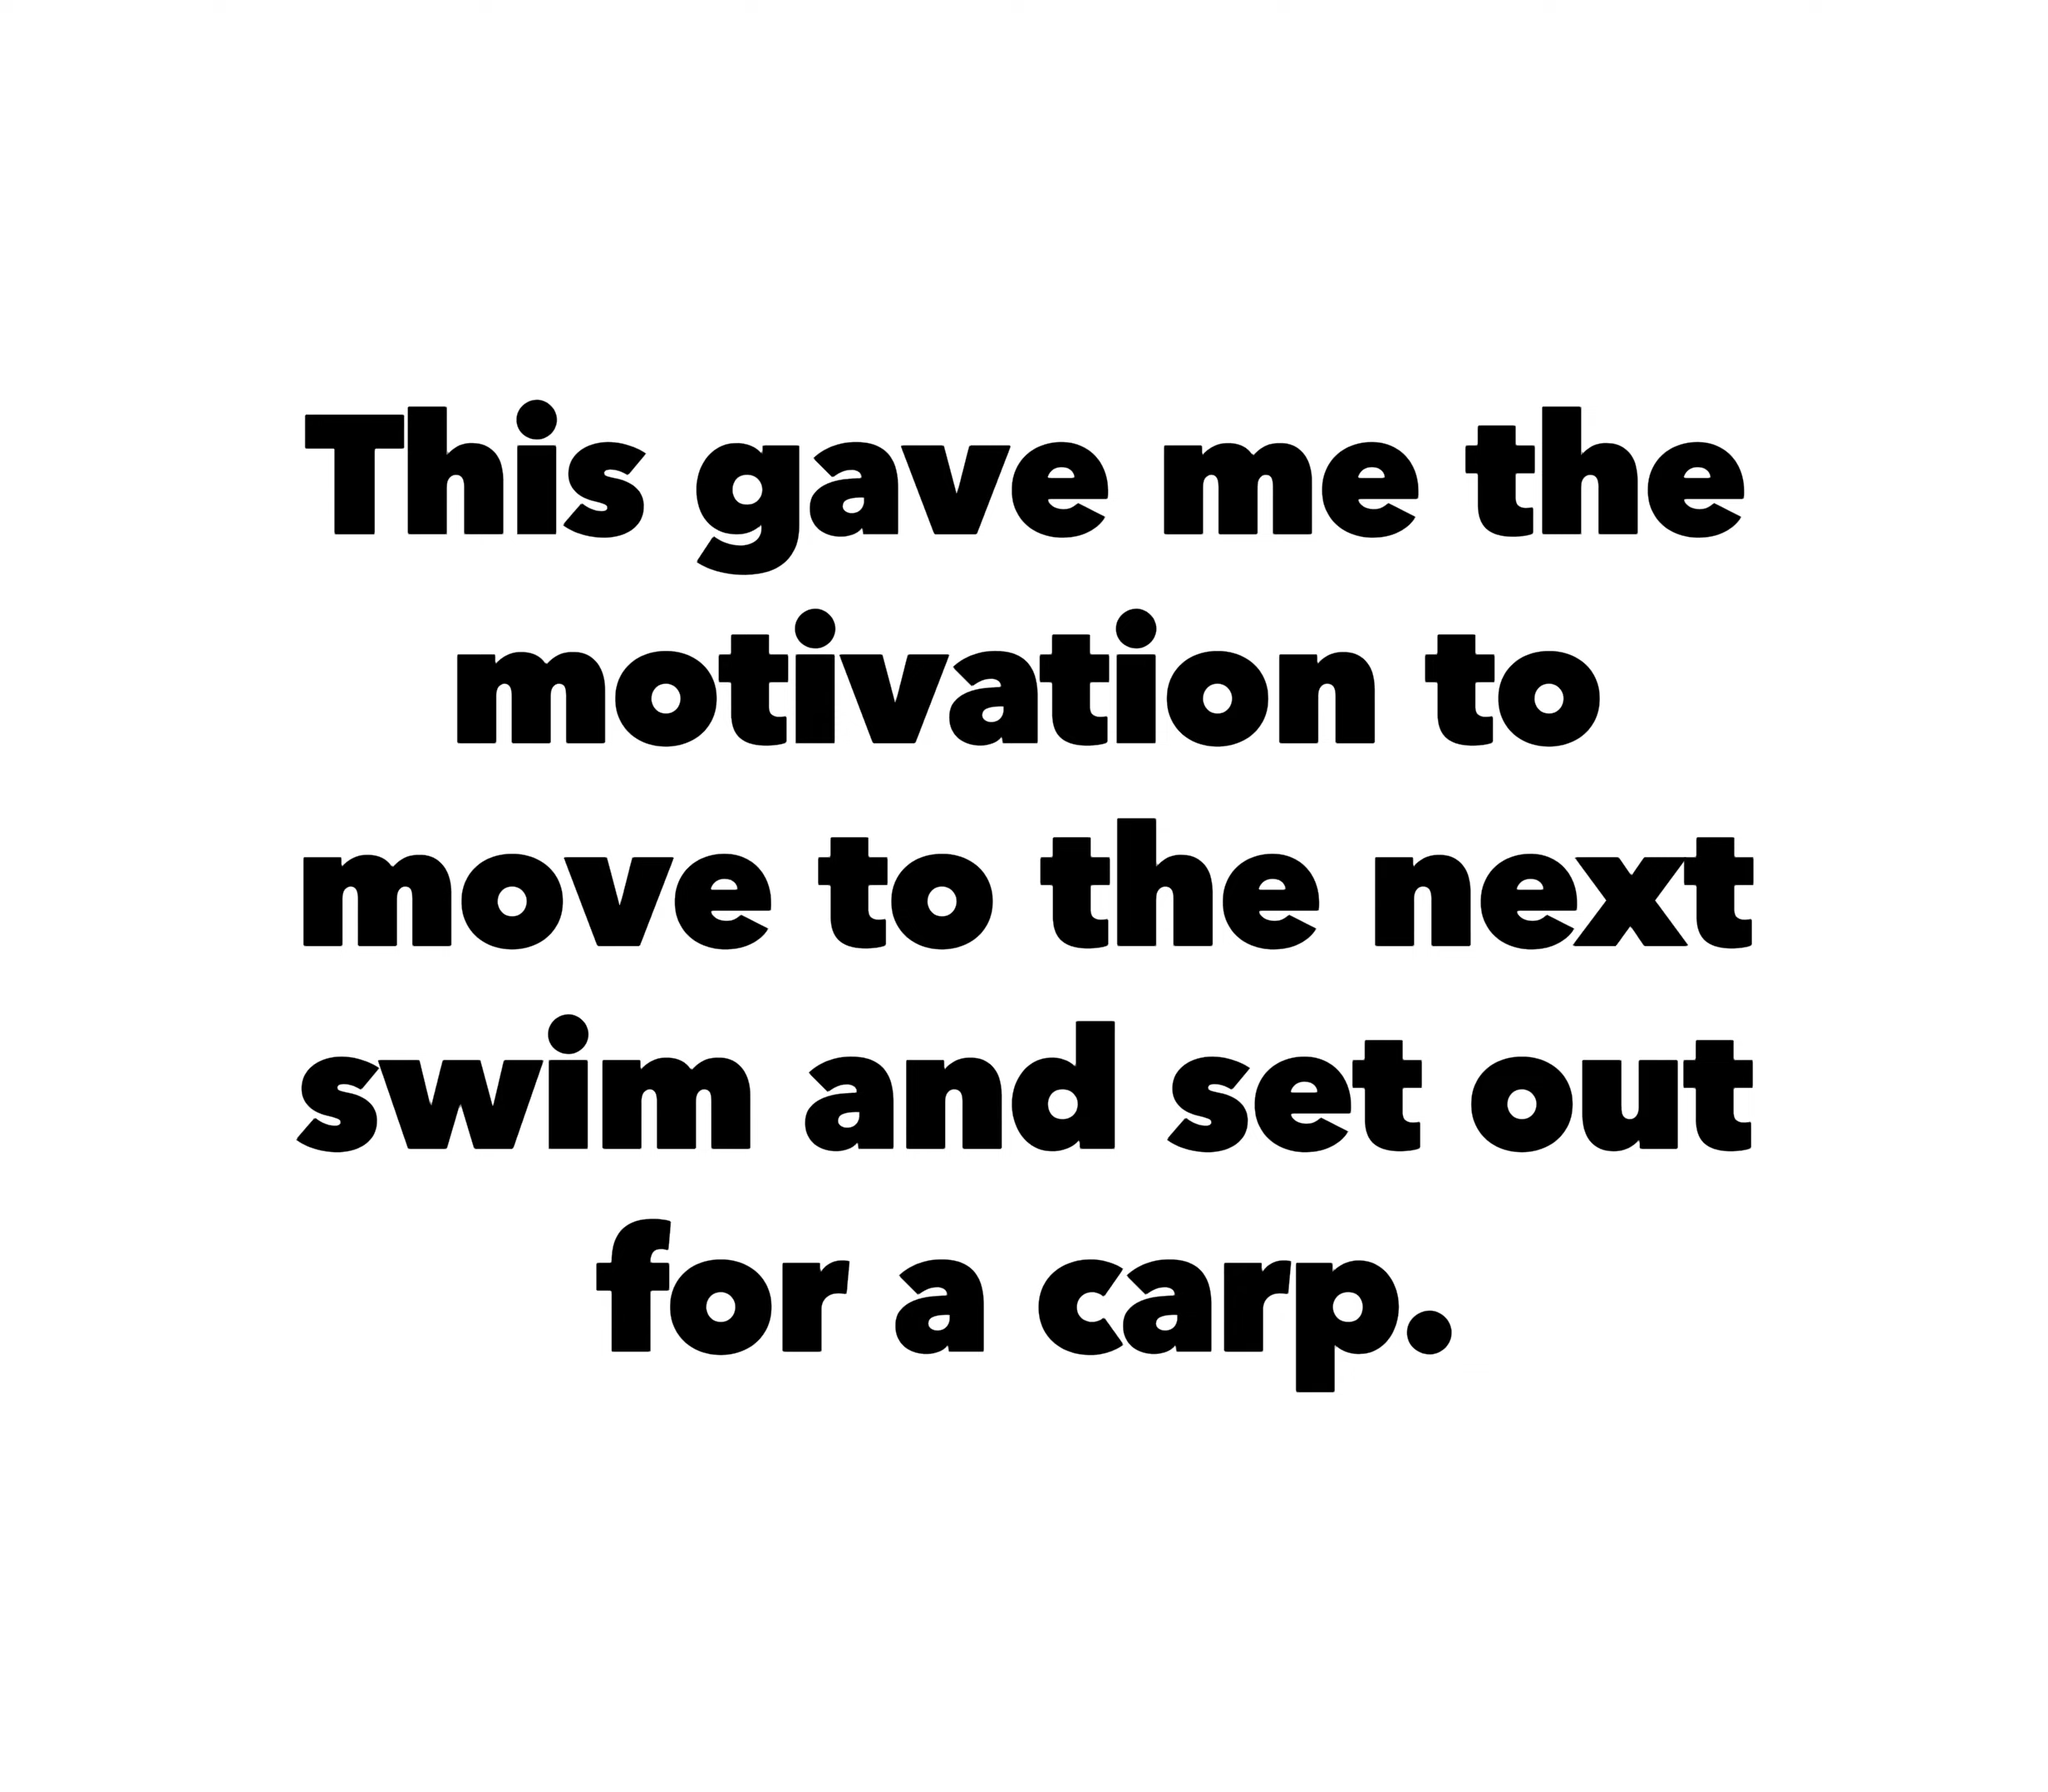 This gave me the
motivation to
move to the next
swim and set out
for a carp.